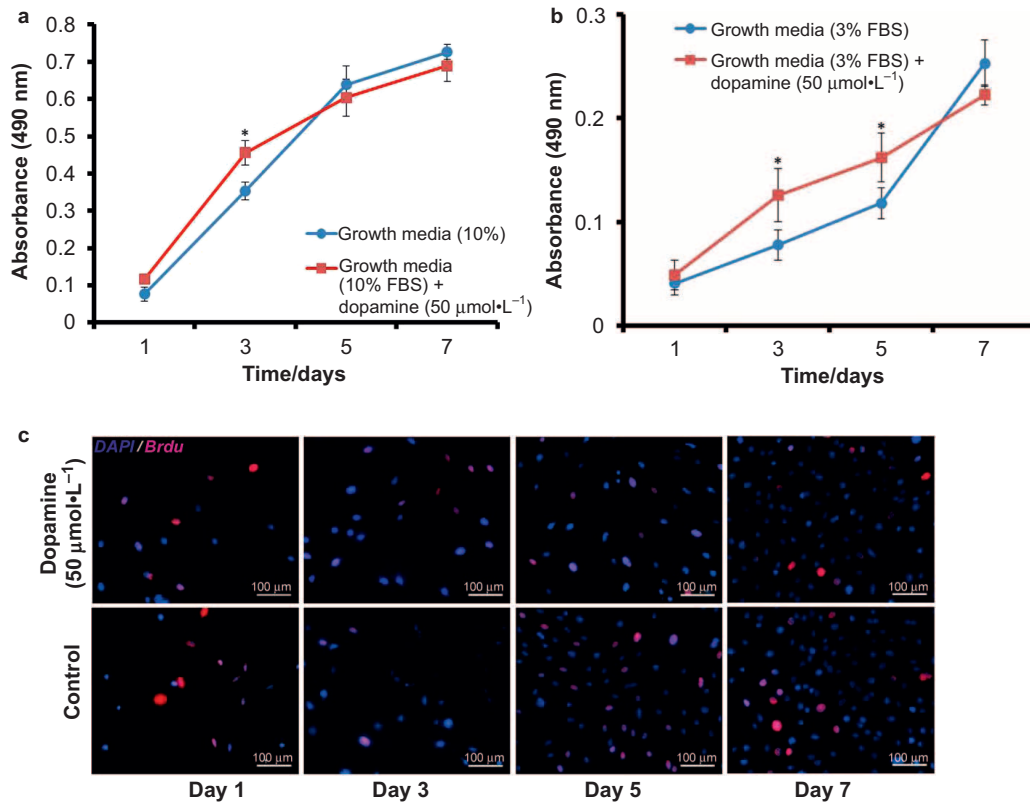 a
0.8
0.7
0.6
0.5
0.4
0.3
0.2
0.1
0
Absorbance (490 nm)
*
Growth media (10%)
Growth media
(10% FBS) +
dopamine (50 μmol•L⁻¹)
1 3 5 7
Time/days
b
0.3
0.2
0.1
0
Absorbance (490 nm)
Growth media (3% FBS)
Growth media (3% FBS) +
dopamine (50 μmol•L⁻¹)
* *
1 3 5 7
Time/days
c
DAPI/Brdu
Dopamine
(50 μmol•L⁻¹)
100 μm 100 μm 100 μm 100 μm
Control
100 μm 100 μm 100 μm 100 μm
Day 1 Day 3 Day 5 Day 7